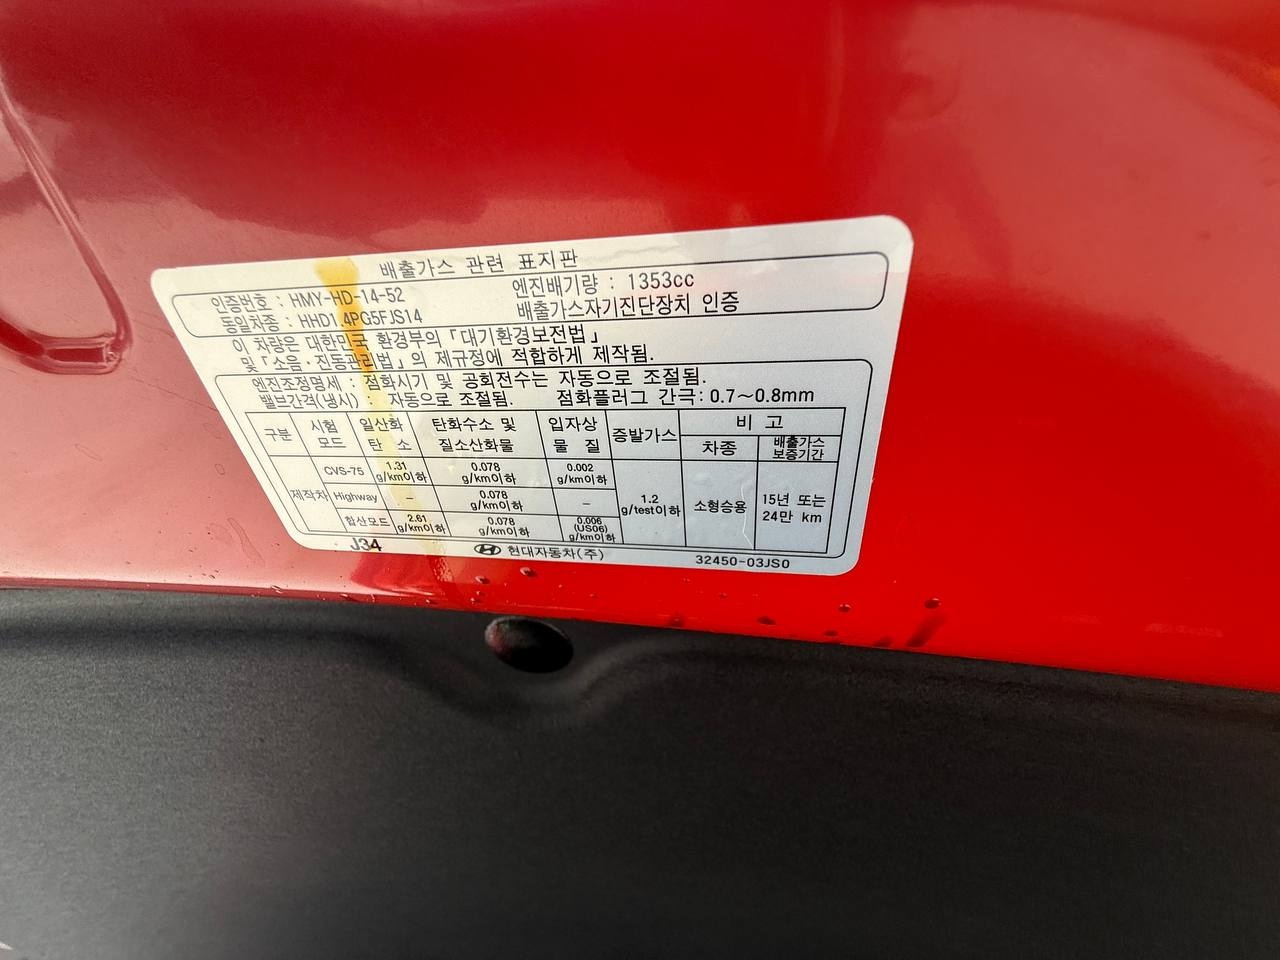 배출가스 관련 표지판
인증번호 : HMY-HD-14-52 엔진배기량 : 1353cc
동일차종 : HHD1.4PG5FJS14 배출가스자기진단장치 인증
이 차량은 대한민국 환경부의 「대기환경보전법」
및 「소음·진동관리법」의 제규정에 적합하게 제작됨.
엔진조정명세 : 점화시기 및 공회전수는 자동으로 조절됨.
밸브간격(냉시) : 자동으로 조절됨. 점화플러그 간극: 0.7~0.8mm
구분 시험 모드 일산화 탄 소 탄화수소 및 질소산화물 입자상 물 질 증발가스 비 고
차종 배출가스 보증기간
제작차 CVS-75 1.31 g/km이하 0.078 g/km이하 0.002 g/km이하 1.2 g/test이하 소형승용 15년 또는 24만 km
Highway – 0.078 g/km이하 –
합산모드 2.61 g/km이하 0.078 g/km이하 0.006 (US06) g/km이하
J34 현대자동차(주) 32450-03JS0